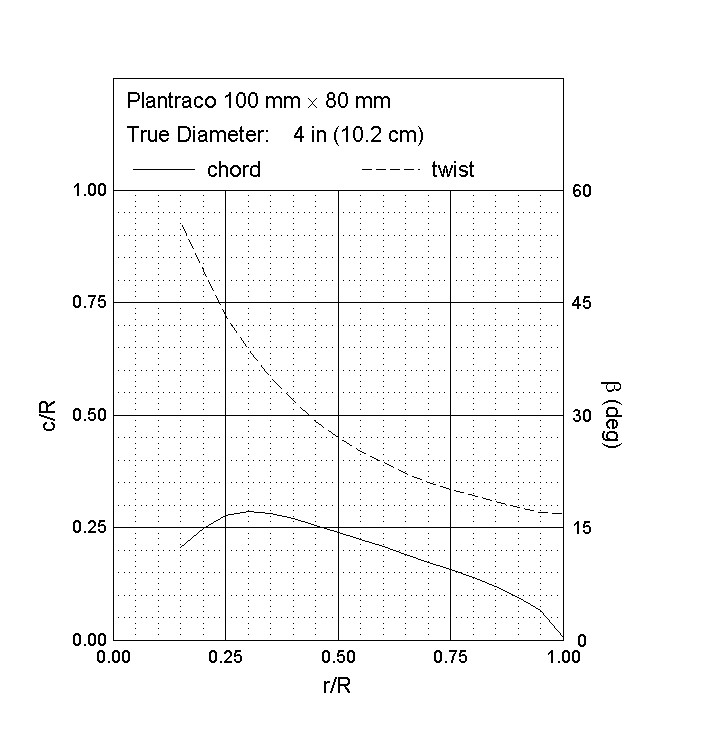 Plantraco 100 mm × 80 mm
True Diameter: 4 in (10.2 cm)
chord twist
1.00 60
0.75 45
0.50 30
c/R β (deg)
0.25 15
0.00 0
0.00 0.25 0.50 0.75 1.00
r/R